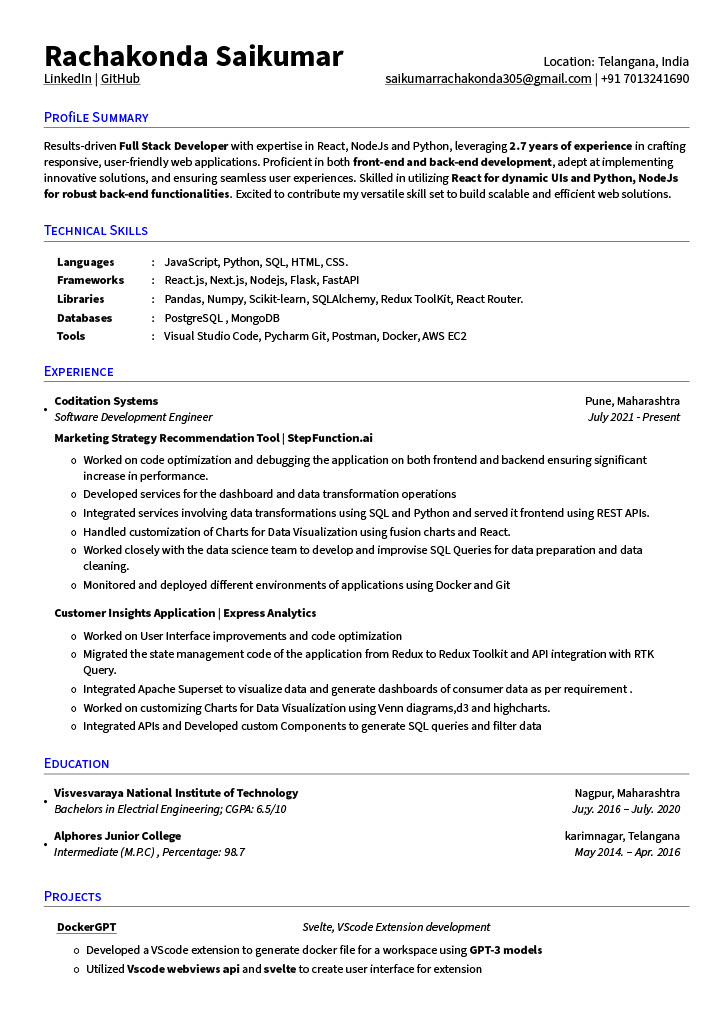 Rachakonda Saikumar
Location: Telangana, India
LinkedIn | GitHub
saikumarrachakonda305@gmail.com | +91 7013241690
Profile Summary
Results-driven Full Stack Developer with expertise in React, NodeJs and Python, leveraging 2.7 years of experience in crafting
responsive, user-friendly web applications. Proficient in both front-end and back-end development, adept at implementing
innovative solutions, and ensuring seamless user experiences. Skilled in utilizing React for dynamic UIs and Python, NodeJs
for robust back-end functionalities. Excited to contribute my versatile skill set to build scalable and efficient web solutions.
Technical Skills
Languages : JavaScript, Python, SQL, HTML, CSS.
Frameworks : React.js, Next.js, Nodejs, Flask, FastAPI
Libraries : Pandas, Numpy, Scikit-learn, SQLAlchemy, Redux ToolKit, React Router.
Databases : PostgreSQL , MongoDB
Tools : Visual Studio Code, Pycharm Git, Postman, Docker, AWS EC2
Experience
• Coditation Systems Pune, Maharashtra
Software Development Engineer July 2021 - Present
Marketing Strategy Recommendation Tool | StepFunction.ai
o Worked on code optimization and debugging the application on both frontend and backend ensuring significant
increase in performance.
o Developed services for the dashboard and data transformation operations
o Integrated services involving data transformations using SQL and Python and served it frontend using REST APIs.
o Handled customization of Charts for Data Visualization using fusion charts and React.
o Worked closely with the data science team to develop and improvise SQL Queries for data preparation and data
cleaning.
o Monitored and deployed different environments of applications using Docker and Git
Customer Insights Application | Express Analytics
o Worked on User Interface improvements and code optimization
o Migrated the state management code of the application from Redux to Redux Toolkit and API integration with RTK
Query.
o Integrated Apache Superset to visualize data and generate dashboards of consumer data as per requirement .
o Worked on customizing Charts for Data Visualization using Venn diagrams,d3 and highcharts.
o Integrated APIs and Developed custom Components to generate SQL queries and filter data
Education
• Visvesvaraya National Institute of Technology Nagpur, Maharashtra
Bachelors in Electrial Engineering; CGPA: 6.5/10 Ju;y. 2016 – July. 2020
• Alphores Junior College karimnagar, Telangana
Intermediate (M.P.C) , Percentage: 98.7 May 2014. – Apr. 2016
Projects
DockerGPT Svelte, VScode Extension development
o Developed a VScode extension to generate docker file for a workspace using GPT-3 models
o Utilized Vscode webviews api and svelte to create user interface for extension